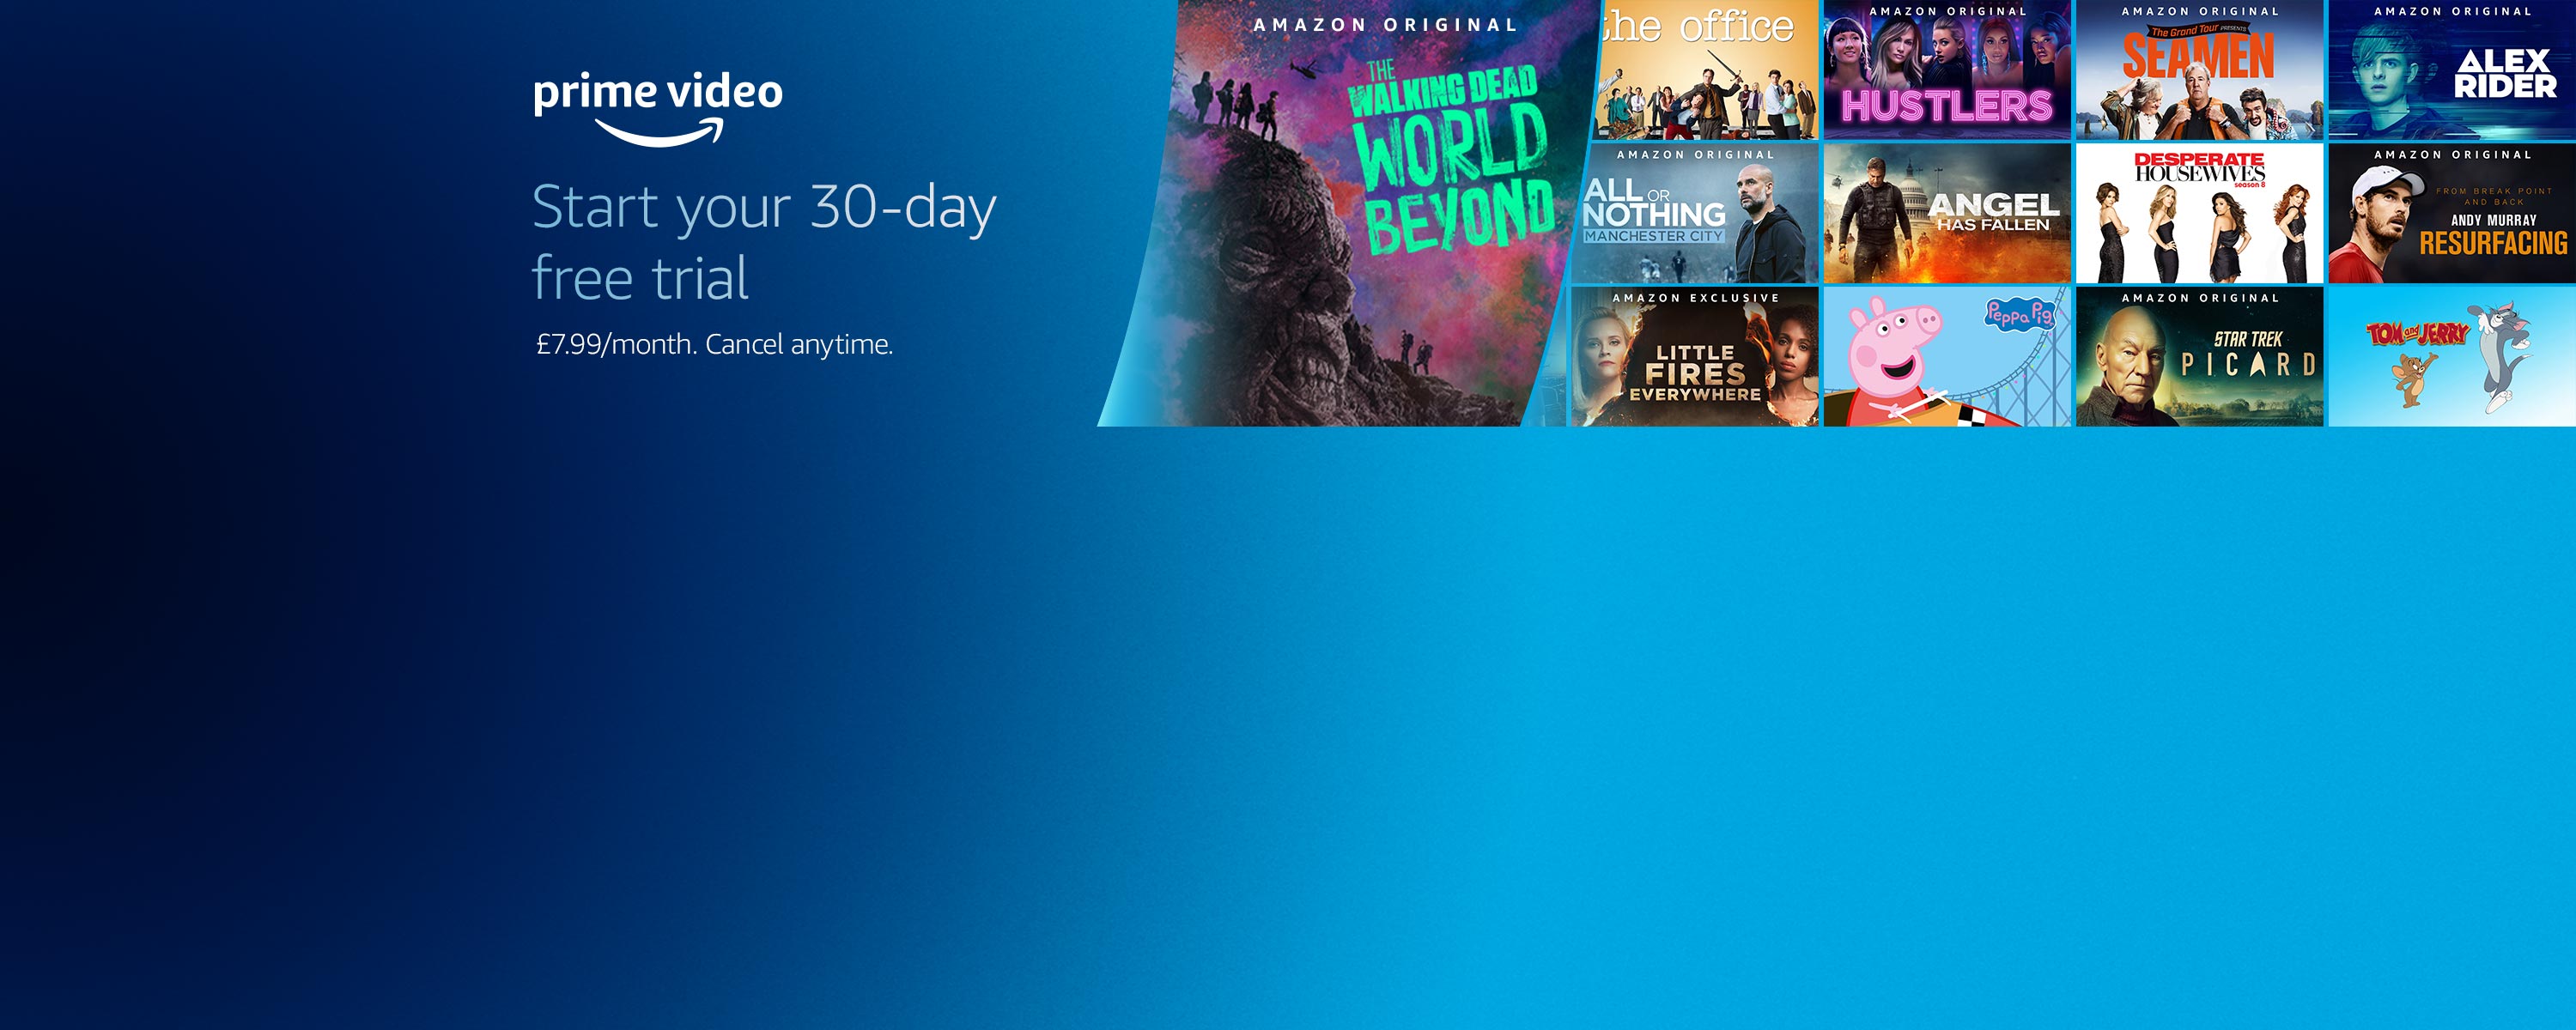 prime video
Start your 30-day
free trial
£7.99/month. Cancel anytime.
AMAZON ORIGINAL
THE
WALKING DEAD
WORLD
BEYOND
the office
AMAZON ORIGINAL
HUSTLERS
AMAZON ORIGINAL
The Grand Tour PRESENTS
SEAMEN
AMAZON ORIGINAL
ALEX
RIDER
AMAZON ORIGINAL
ALL OR
NOTHING
MANCHESTER CITY
ANGEL
HAS FALLEN
DESPERATE
HOUSEWIVES
season 8
AMAZON ORIGINAL
FROM BREAK POINT
AND BACK
ANDY MURRAY
RESURFACING
AMAZON EXCLUSIVE
LITTLE
FIRES
EVERYWHERE
Peppa Pig
AMAZON ORIGINAL
STAR TREK
PICARD
TOM and JERRY